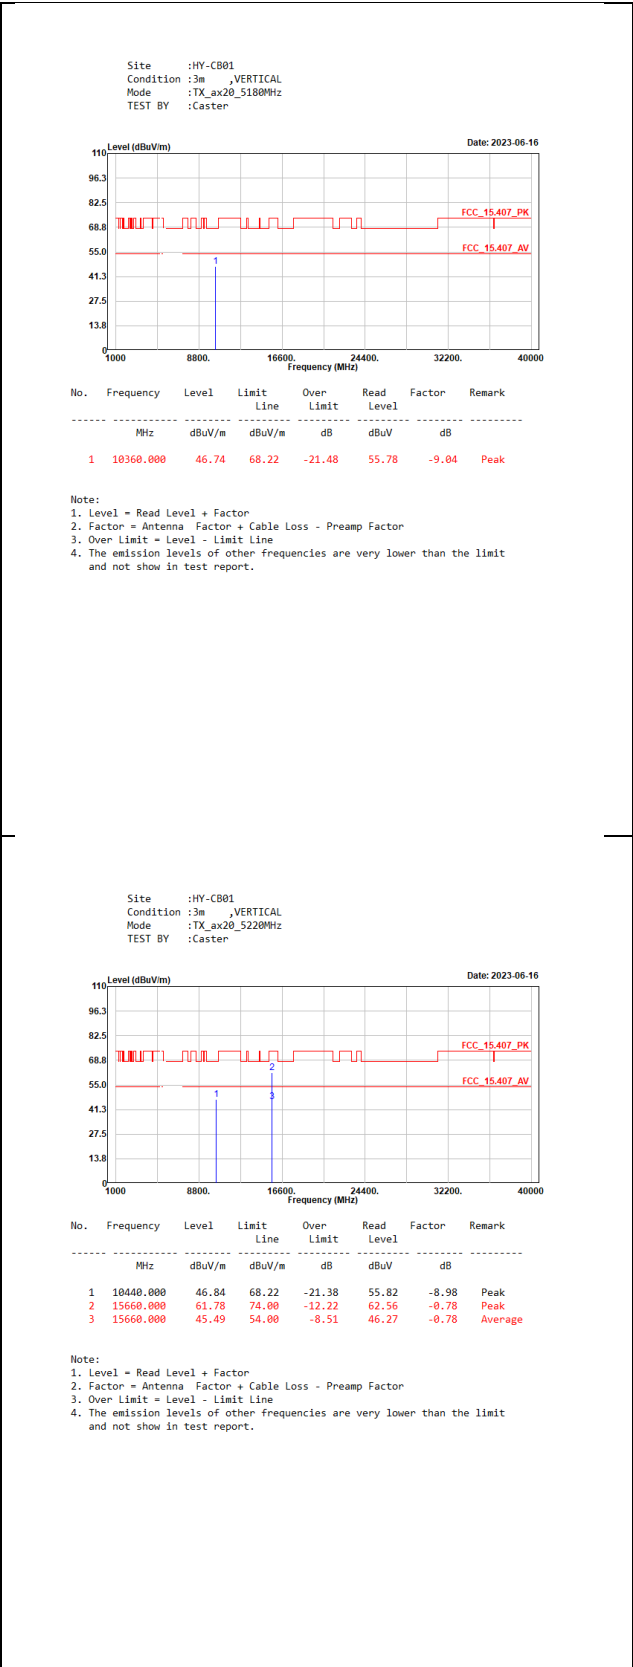 Site      :HY-CB01
Condition :3m    ,VERTICAL
Mode      :TX_ax20_5180MHz
TEST BY   :Caster
Level (dBuV/m)
Date: 2023-06-16
110
96.3
82.5
FCC_15.407_PK
68.8
55.0
FCC_15.407_AV
1
41.3
27.5
13.8
0
1000 8800. 16600. 24400. 32200. 40000
Frequency (MHz)
No. Frequency Level Limit Over Read Factor Remark
Line Limit Level
------ ----------- -------- --------- --------- -------- -------- ---------
MHz dBuV/m dBuV/m dB dBuV dB
1 10360.000 46.74 68.22 -21.48 55.78 -9.04 Peak
Note:
1. Level = Read Level + Factor
2. Factor = Antenna  Factor + Cable Loss - Preamp Factor
3. Over Limit = Level - Limit Line
4. The emission levels of other frequencies are very lower than the limit
and not show in test report.
Site      :HY-CB01
Condition :3m    ,VERTICAL
Mode      :TX_ax20_5220MHz
TEST BY   :Caster
Level (dBuV/m)
Date: 2023-06-16
110
96.3
82.5
FCC_15.407_PK
68.8
2
55.0
FCC_15.407_AV
1
3
41.3
27.5
13.8
0
1000 8800. 16600. 24400. 32200. 40000
Frequency (MHz)
No. Frequency Level Limit Over Read Factor Remark
Line Limit Level
------ ----------- -------- --------- --------- -------- -------- ---------
MHz dBuV/m dBuV/m dB dBuV dB
1 10440.000 46.84 68.22 -21.38 55.82 -8.98 Peak
2 15660.000 61.78 74.00 -12.22 62.56 -0.78 Peak
3 15660.000 45.49 54.00 -8.51 46.27 -0.78 Average
Note:
1. Level = Read Level + Factor
2. Factor = Antenna  Factor + Cable Loss - Preamp Factor
3. Over Limit = Level - Limit Line
4. The emission levels of other frequencies are very lower than the limit
and not show in test report.